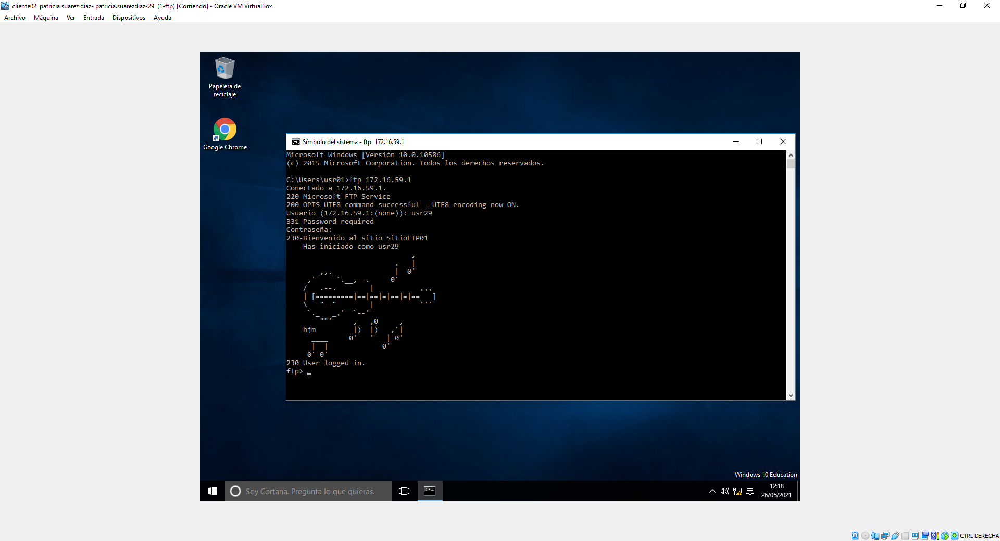 cliente02  patricia suarez diaz- patricia.suarezdiaz-29  (1-ftp) [Corriendo] - Oracle VM VirtualBox
Archivo Máquina Ver Entrada Dispositivos Ayuda
Papelera de
reciclaje
Google Chrome
Símbolo del sistema - ftp  172.16.59.1
Microsoft Windows [Versión 10.0.10586]
(c) 2015 Microsoft Corporation. Todos los derechos reservados.
C:\Users\usr01>ftp 172.16.59.1
Conectado a 172.16.59.1.
220 Microsoft FTP Service
200 OPTS UTF8 command successful - UTF8 encoding now ON.
Usuario (172.16.59.1:(none)): usr29
331 Password required
Contraseña:
230-Bienvenido al sitio SitioFTP01
    Has iniciado como usr29
                              ,
                          ,   |
       _,,._              |  0'
     ,'     `.__,--.     0'
    /   .--.        |           ,,,
    | [=========|==|==|=|==|=|==___]
    \   "--"  __    |           '''
     `._   _,'  `--'
        ""'     ,   ,0     ,
    hjm         |)  |)   ,'|
      ____     0'   '   | 0'
      |  |             0'
     0' 0'
230 User logged in.
ftp>
Windows 10 Education
Soy Cortana. Pregunta lo que quieras.
12:18
26/05/2021
CTRL DERECHA